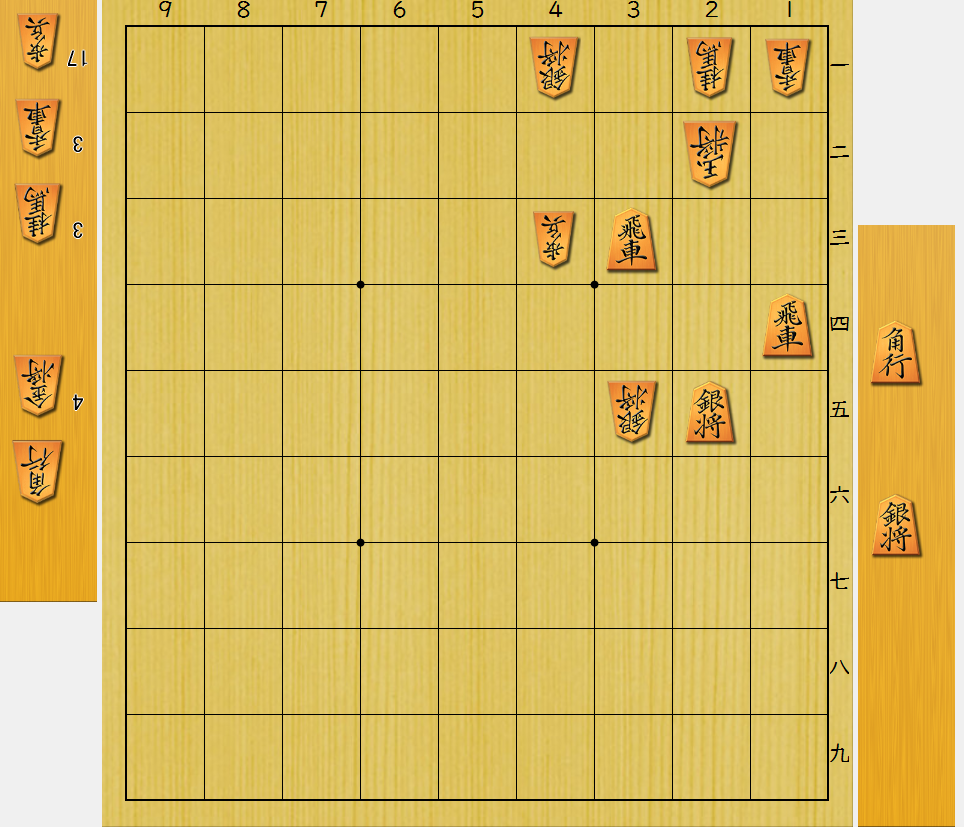 9 8 7 6 5 4 3 2 1
歩兵 17
香車 3
桂馬 3
金将 4
角行
銀将 桂馬 香車 一
玉将 二
歩兵 飛車 三
飛車 四
銀将 銀将 五
六
七
八
九
角行
銀将